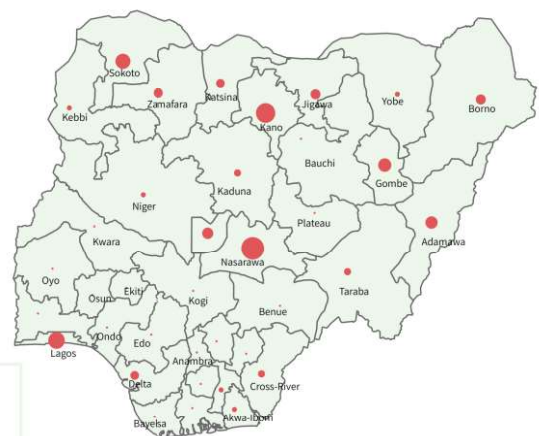 Sokoto
Zamafara
Katsina
Kano
Jigawa
Yobe
Borno
Kebbi
Bauchi
Gombe
Kaduna
Niger
Plateau
Adamawa
Kwara
Nasarawa
Taraba
Oyo
Osun
Ekiti
Kogi
Benue
Lagos
Ondo
Edo
Anambra
Delta
Cross-River
Bayelsa
Akwa-Ibom